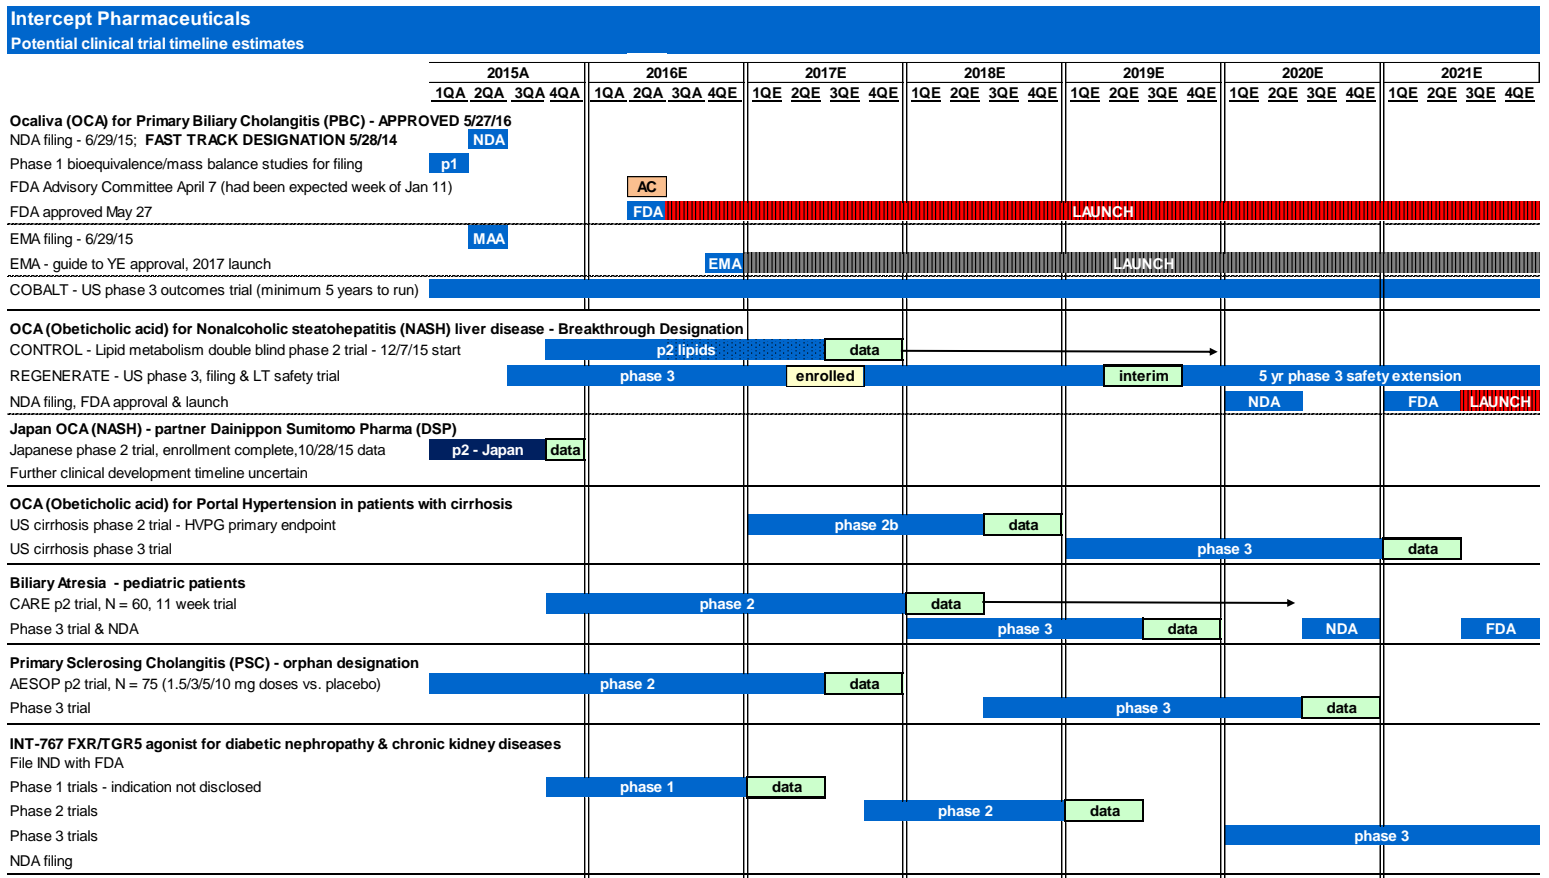 Intercept Pharmaceuticals
Potential clinical trial timeline estimates
2015A 2016E 2017E 2018E 2019E 2020E 2021E
1QA 2QA 3QA 4QA 1QA 2QA 3QA 4QE 1QE 2QE 3QE 4QE 1QE 2QE 3QE 4QE 1QE 2QE 3QE 4QE 1QE 2QE 3QE 4QE 1QE 2QE 3QE 4QE
Ocaliva (OCA) for Primary Biliary Cholangitis (PBC) - APPROVED 5/27/16
NDA filing - 6/29/15; FAST TRACK DESIGNATION 5/28/14 NDA
Phase 1 bioequivalence/mass balance studies for filing p1
FDA Advisory Committee April 7 (had been expected week of Jan 11) AC
FDA approved May 27 FDA LAUNCH
EMA filing - 6/29/15 MAA
EMA - guide to YE approval, 2017 launch EMA LAUNCH
COBALT - US phase 3 outcomes trial (minimum 5 years to run)
OCA (Obeticholic acid) for Nonalcoholic steatohepatitis (NASH) liver disease - Breakthrough Designation
CONTROL - Lipid metabolism double blind phase 2 trial - 12/7/15 start p2 lipids data
REGENERATE - US phase 3, filing & LT safety trial phase 3 enrolled interim 5 yr phase 3 safety extension
NDA filing, FDA approval & launch NDA FDA LAUNCH
Japan OCA (NASH) - partner Dainippon Sumitomo Pharma (DSP)
Japanese phase 2 trial, enrollment complete,10/28/15 data p2 - Japan data
Further clinical development timeline uncertain
OCA (Obeticholic acid) for Portal Hypertension in patients with cirrhosis
US cirrhosis phase 2 trial - HVPG primary endpoint phase 2b data
US cirrhosis phase 3 trial phase 3 data
Biliary Atresia - pediatric patients
CARE p2 trial, N = 60, 11 week trial phase 2 data
Phase 3 trial & NDA phase 3 data NDA FDA
Primary Sclerosing Cholangitis (PSC) - orphan designation
AESOP p2 trial, N = 75 (1.5/3/5/10 mg doses vs. placebo) phase 2 data
Phase 3 trial phase 3 data
INT-767 FXR/TGR5 agonist for diabetic nephropathy & chronic kidney diseases
File IND with FDA
Phase 1 trials - indication not disclosed phase 1 data
Phase 2 trials phase 2 data
Phase 3 trials phase 3
NDA filing